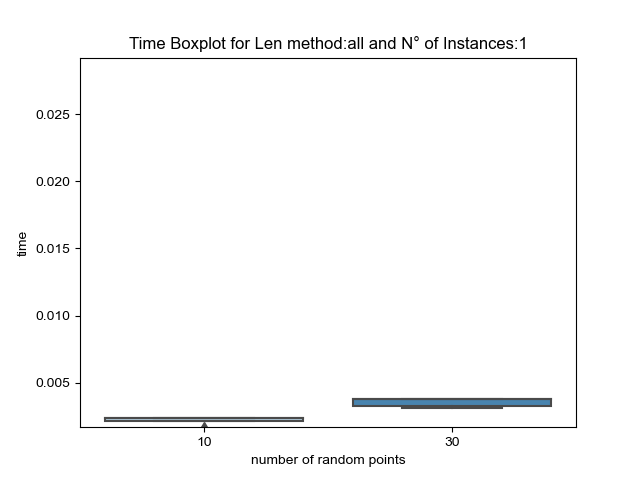 Time Boxplot for Len method:all and N° of Instances:1
0.025
0.020
0.015
0.010
0.005
time
10
30
number of random points